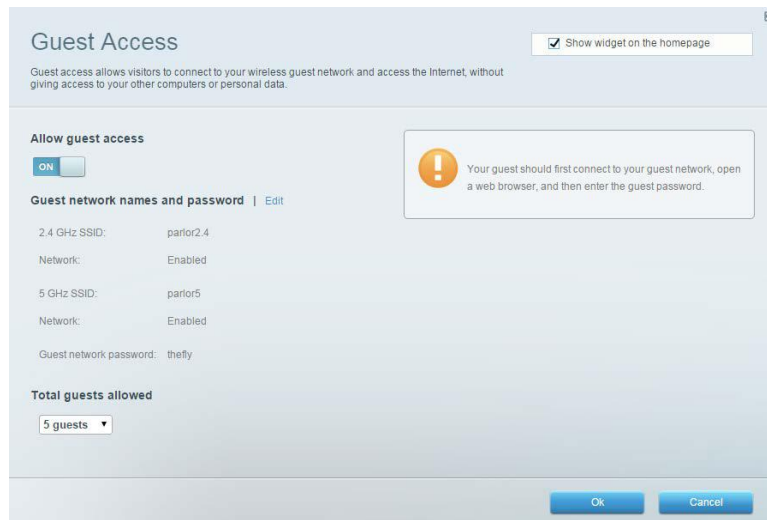 Guest Access
Show widget on the homepage
Guest access allows visitors to connect to your wireless guest network and access the Internet, without
giving access to your other computers or personal data.
Allow guest access
ON
Your guest should first connect to your guest network, open
a web browser, and then enter the guest password.
Guest network names and password | Edit
2.4 GHz SSID: parlor2.4
Network: Enabled
5 GHz SSID: parlor5
Network: Enabled
Guest network password: thefly
Total guests allowed
5 guests
Ok Cancel